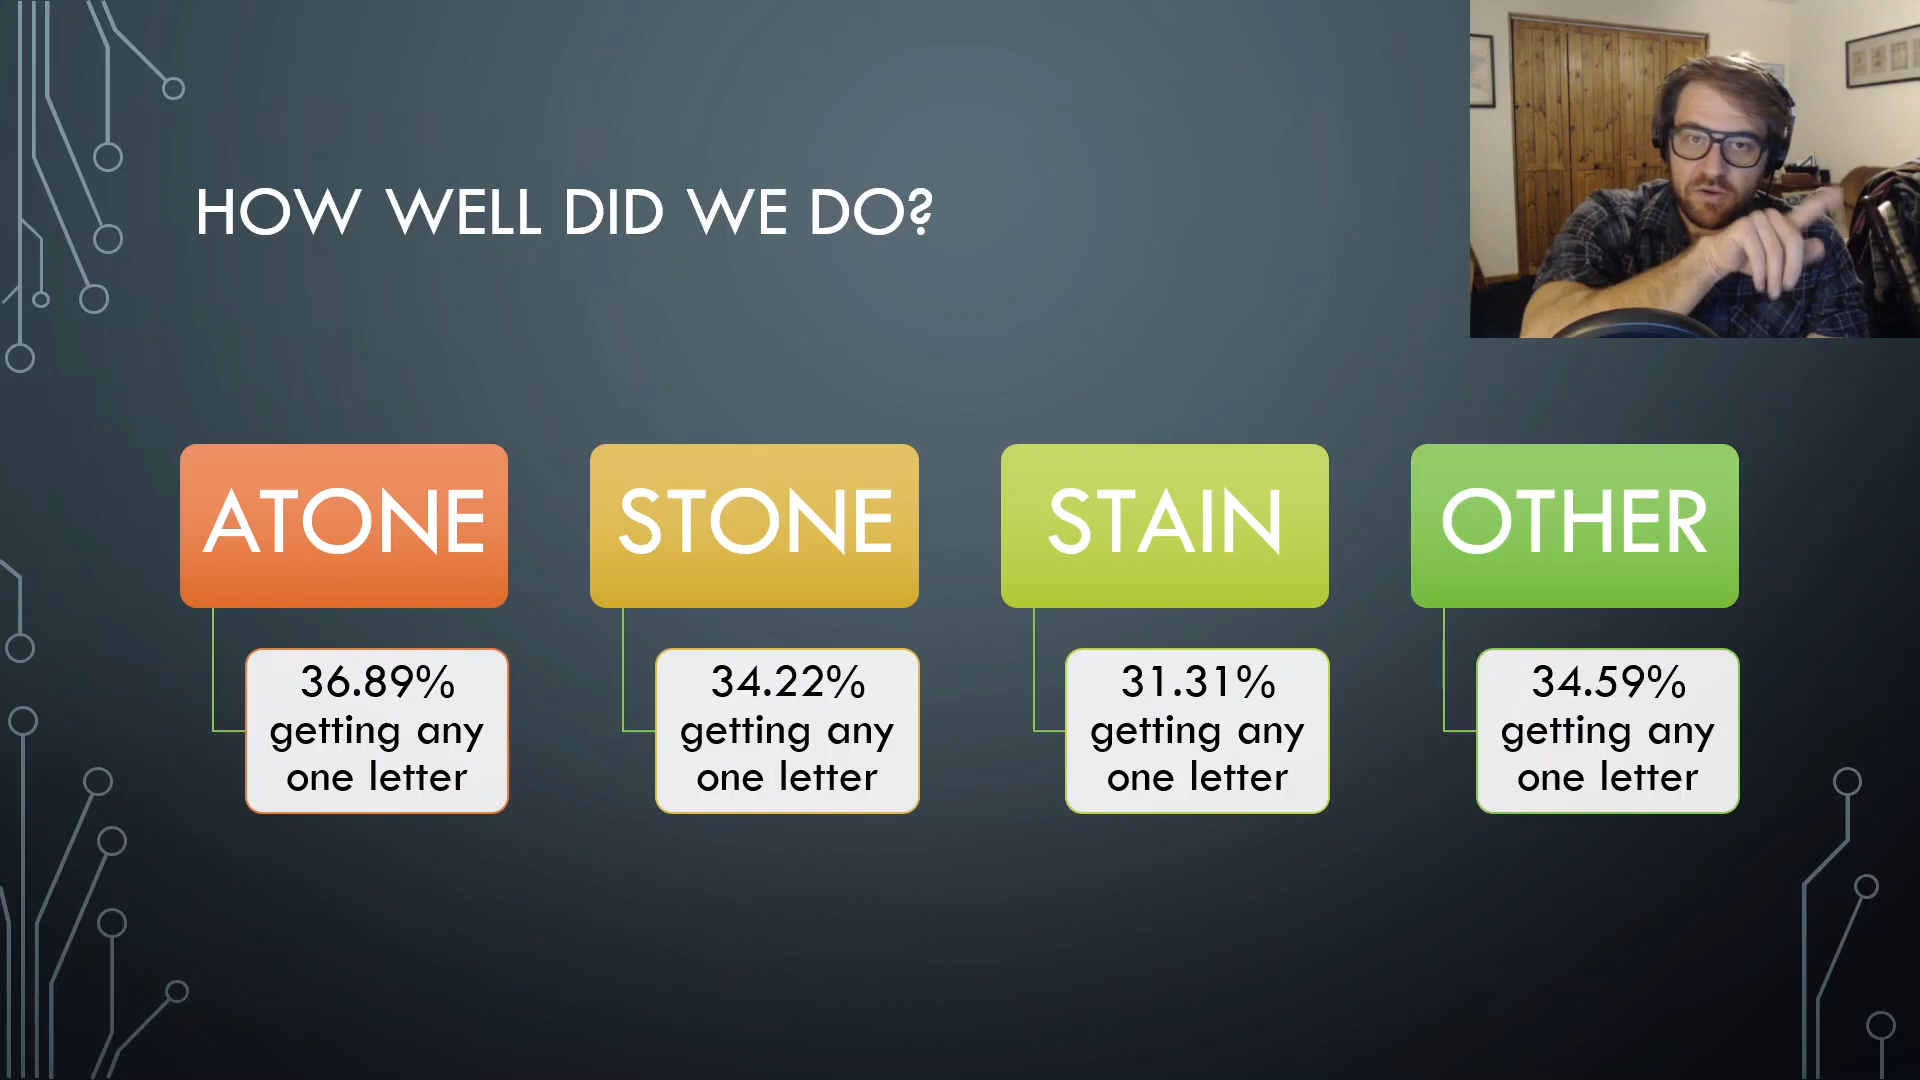 HOW WELL DID WE DO?
ATONE
36.89%
getting any
one letter
STONE
34.22%
getting any
one letter
STAIN
31.31%
getting any
one letter
OTHER
34.59%
getting any
one letter